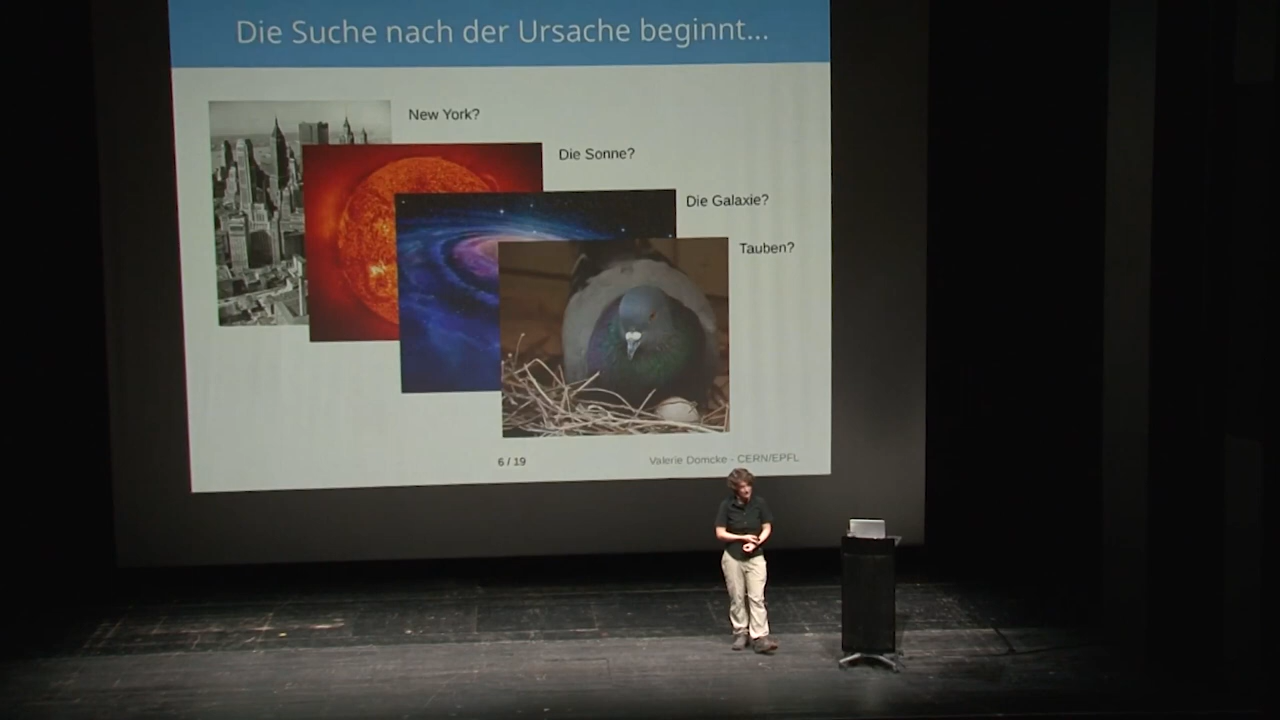 Die Suche nach der Ursache beginnt...
New York?
Die Sonne?
Die Galaxie?
Tauben?
6 / 19
Valerie Domcke - CERN/EPFL